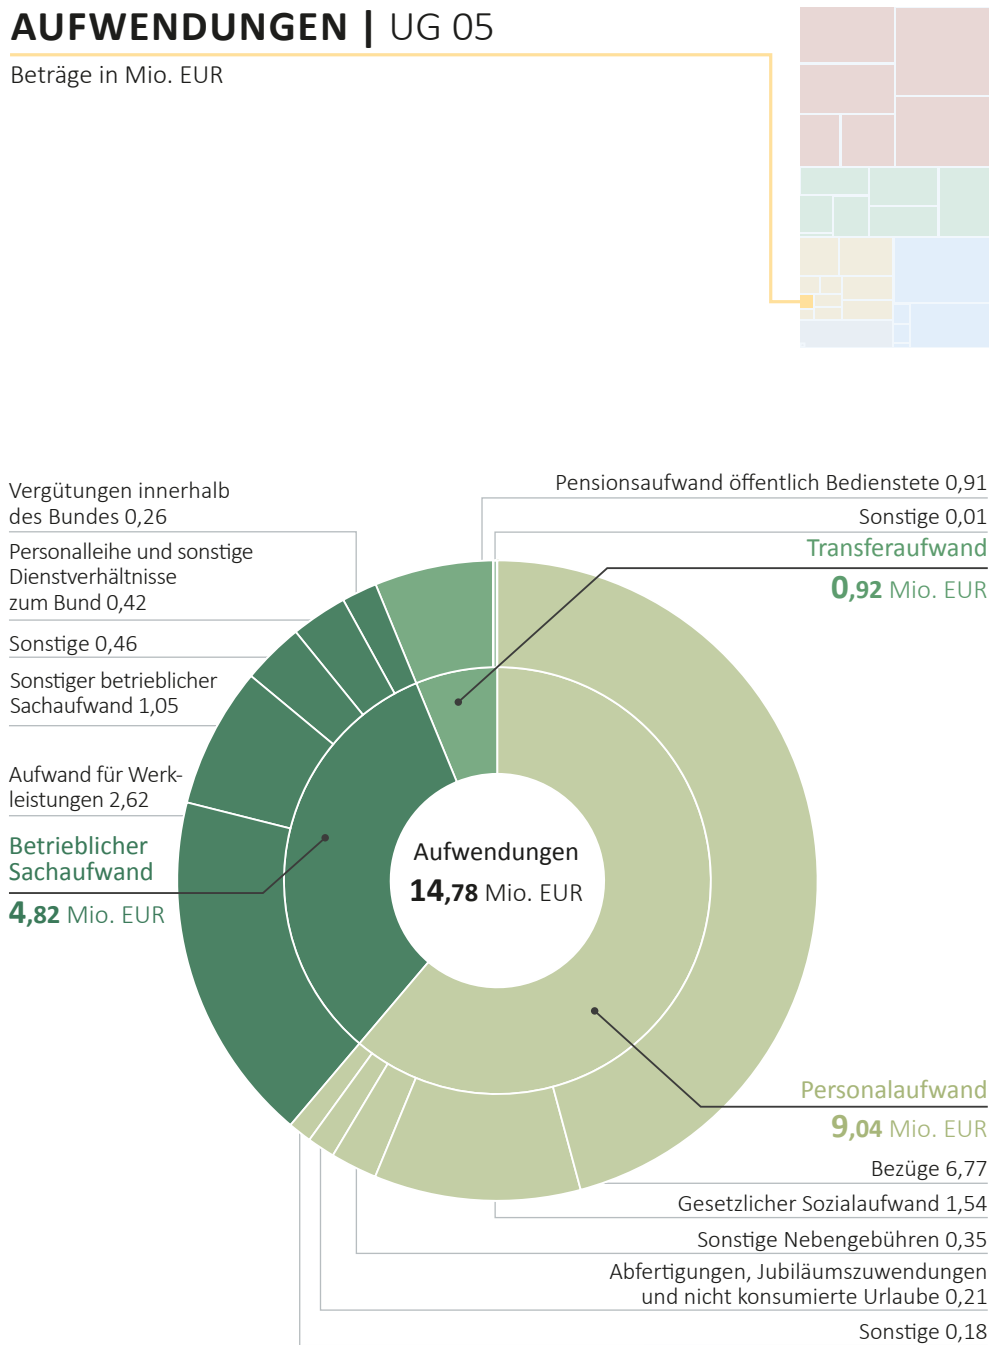 AUFWENDUNGEN | UG 05
Beträge in Mio. EUR
Vergütungen innerhalb
des Bundes 0,26
Personalleihe und sonstige
Dienstverhältnisse
zum Bund 0,42
Sonstige 0,46
Sonstiger betrieblicher
Sachaufwand 1,05
Aufwand für Werk-
leistungen 2,62
Betrieblicher
Sachaufwand
4,82 Mio. EUR
Pensionsaufwand öffentlich Bedienstete 0,91
Sonstige 0,01
Transferaufwand
0,92 Mio. EUR
Aufwendungen
14,78 Mio. EUR
Personalaufwand
9,04 Mio. EUR
Bezüge 6,77
Gesetzlicher Sozialaufwand 1,54
Sonstige Nebengebühren 0,35
Abfertigungen, Jubiläumszuwendungen
und nicht konsumierte Urlaube 0,21
Sonstige 0,18